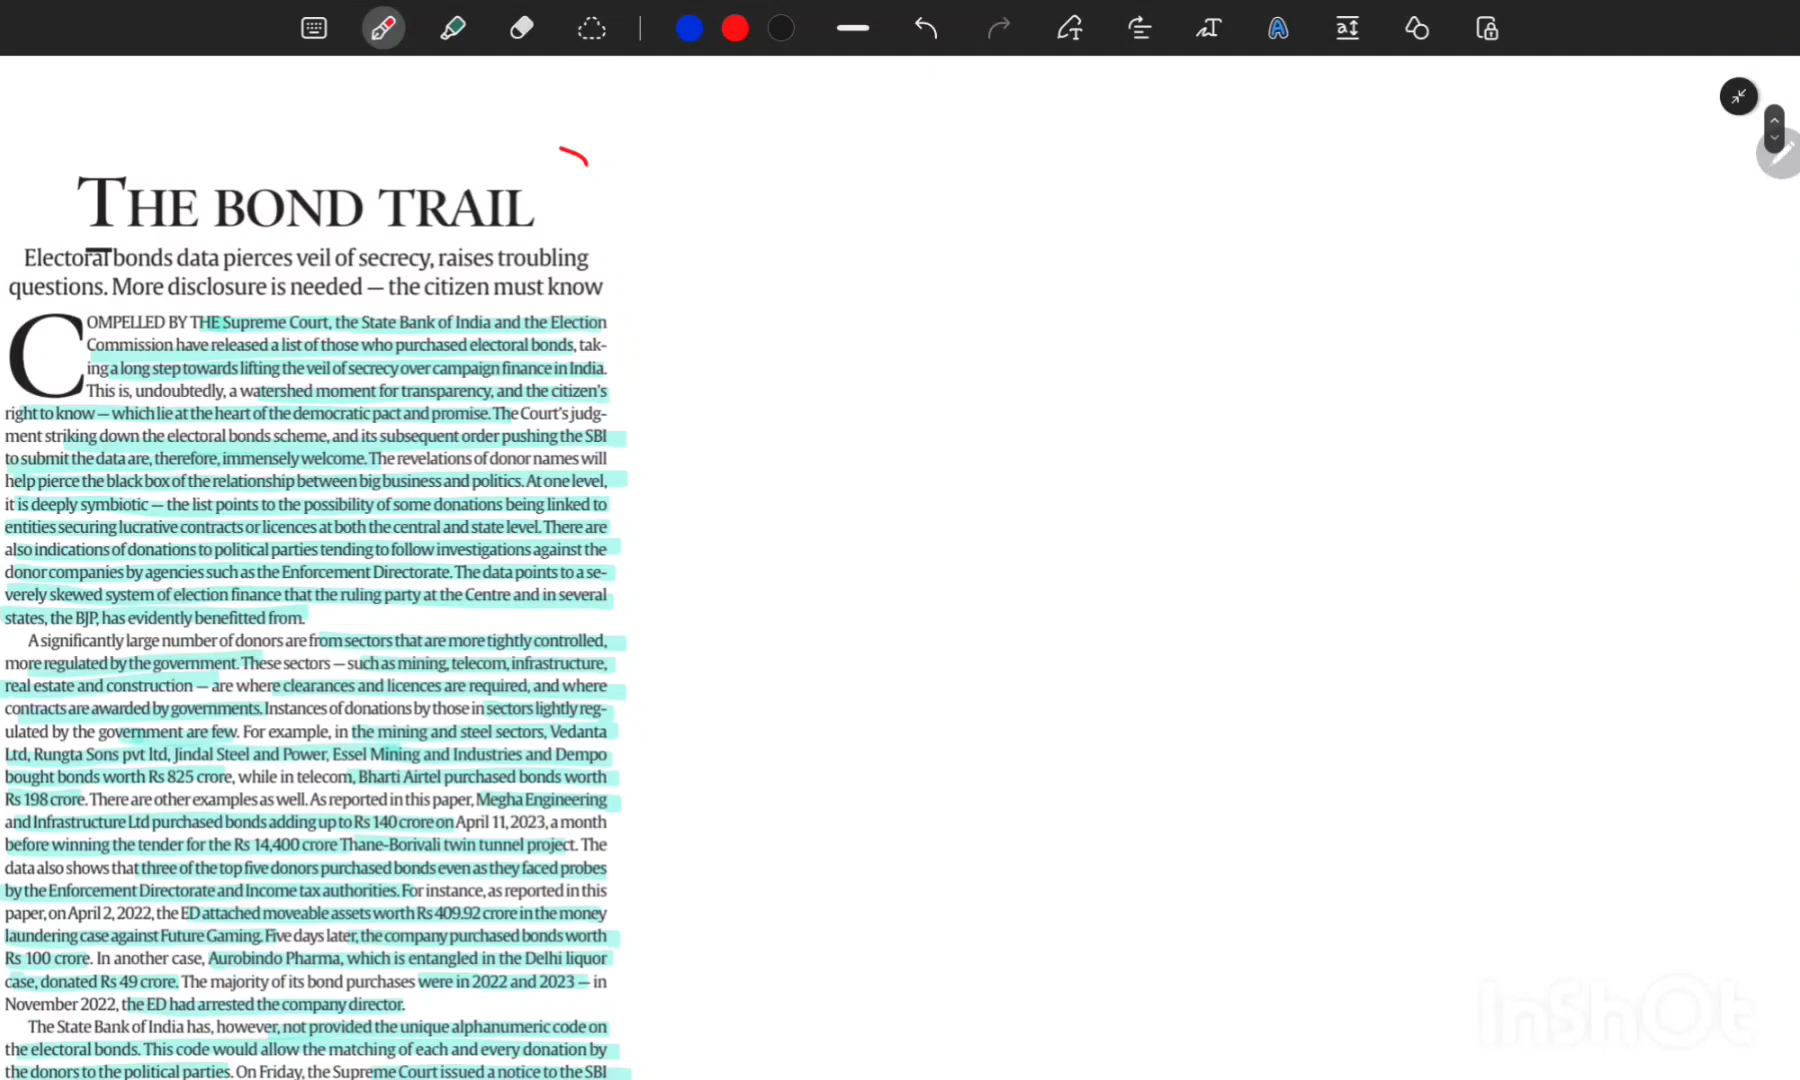 THE BOND TRAIL
Electoral bonds data pierces veil of secrecy, raises troubling
questions. More disclosure is needed — the citizen must know
COMPELLED BY THE Supreme Court, the State Bank of India and the Election
Commission have released a list of those who purchased electoral bonds, tak-
ing a long step towards lifting the veil of secrecy over campaign finance in India.
This is, undoubtedly, a watershed moment for transparency, and the citizen's
right to know — which lie at the heart of the democratic pact and promise. The Court's judg-
ment striking down the electoral bonds scheme, and its subsequent order pushing the SBI
to submit the data are, therefore, immensely welcome. The revelations of donor names will
help pierce the black box of the relationship between big business and politics. At one level,
it is deeply symbiotic — the list points to the possibility of some donations being linked to
entities securing lucrative contracts or licences at both the central and state level. There are
also indications of donations to political parties tending to follow investigations against the
donor companies by agencies such as the Enforcement Directorate. The data points to a se-
verely skewed system of election finance that the ruling party at the Centre and in several
states, the BJP, has evidently benefitted from.
A significantly large number of donors are from sectors that are more tightly controlled,
more regulated by the government. These sectors — such as mining, telecom, infrastructure,
real estate and construction — are where clearances and licences are required, and where
contracts are awarded by governments. Instances of donations by those in sectors lightly reg-
ulated by the government are few. For example, in the mining and steel sectors, Vedanta
Ltd, Rungta Sons pvt ltd, Jindal Steel and Power, Essel Mining and Industries and Dempo
bought bonds worth Rs 825 crore, while in telecom, Bharti Airtel purchased bonds worth
Rs 198 crore. There are other examples as well. As reported in this paper, Megha Engineering
and Infrastructure Ltd purchased bonds adding up to Rs 140 crore on April 11, 2023, a month
before winning the tender for the Rs 14,400 crore Thane-Borivali twin tunnel project. The
data also shows that three of the top five donors purchased bonds even as they faced probes
by the Enforcement Directorate and Income tax authorities. For instance, as reported in this
paper, on April 2, 2022, the ED attached moveable assets worth Rs 409.92 crore in the money
laundering case against Future Gaming. Five days later, the company purchased bonds worth
Rs 100 crore. In another case, Aurobindo Pharma, which is entangled in the Delhi liquor
case, donated Rs 49 crore. The majority of its bond purchases were in 2022 and 2023 — in
November 2022, the ED had arrested the company director.
The State Bank of India has, however, not provided the unique alphanumeric code on
the electoral bonds. This code would allow the matching of each and every donation by
the donors to the political parties. On Friday, the Supreme Court issued a notice to the SBI
InShOt